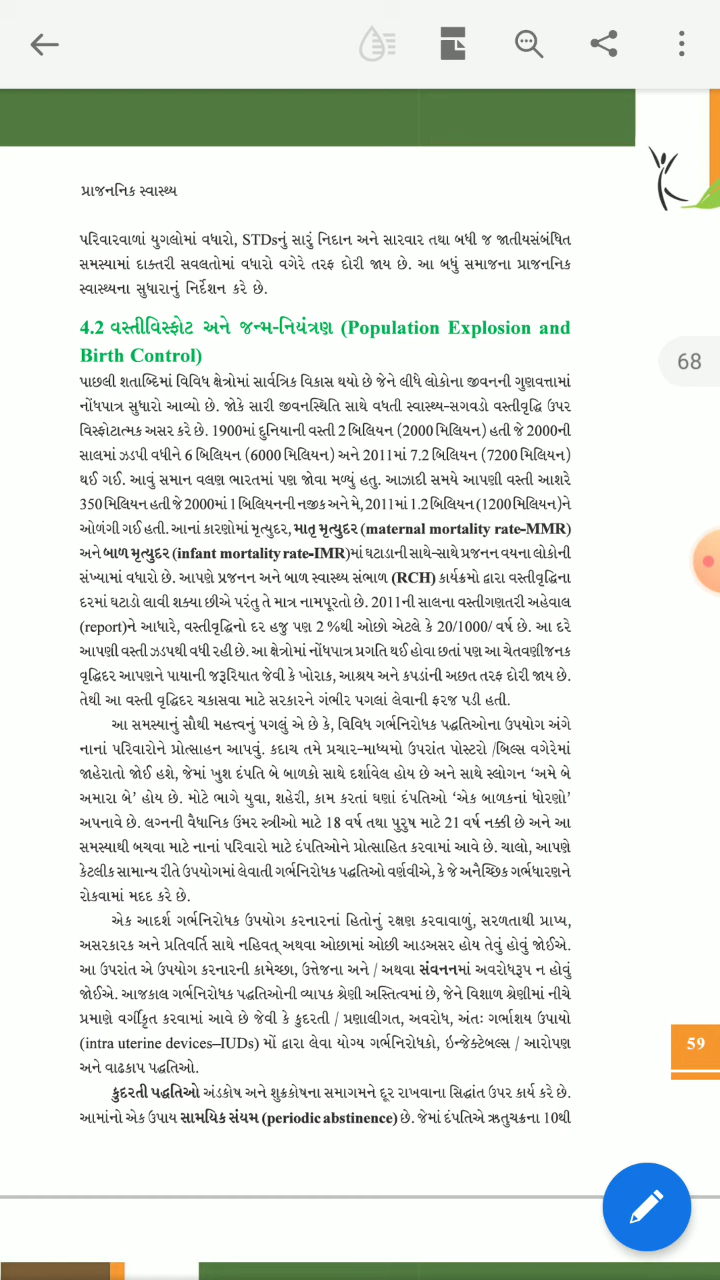 પ્રાજનનિક સ્વાસ્થ્ય
પરિવારવાળાં યુગલોમાં વધારો, STDsનું સારું નિદાન અને સારવાર તથા બધી જ જાતીયસંબંધિત
સમસ્યામાં દાક્તરી સવલતોમાં વધારો વગેરે તરફ દોરી જાય છે. આ બધું સમાજના પ્રાજનનિક
સ્વાસ્થ્યના સુધારાનું નિર્દેશન કરે છે.
4.2 વસ્તીવિસ્ફોટ અને જન્મ-નિયંત્રણ (Population Explosion and
Birth Control)
પાછલી શતાબ્દિમાં વિવિધ ક્ષેત્રોમાં સાર્વત્રિક વિકાસ થયો છે જેને લીધે લોકોના જીવનની ગુણવત્તામાં
68
નોંધપાત્ર સુધારો આવ્યો છે. જોકે સારી જીવનસ્થિતિ સાથે વધતી સ્વાસ્થ્ય-સગવડો વસ્તીવૃદ્ધિ ઉપર
વિસ્ફોટાત્મક અસર કરે છે. 1900માં દુનિયાની વસ્તી 2 બિલિયન (2000 મિલિયન) હતી જે 2000ની
સાલમાં ઝડપી વધીને 6 બિલિયન (6000 મિલિયન) અને 2011માં 7.2 બિલિયન (7200 મિલિયન)
થઈ ગઈ. આવું સમાન વલણ ભારતમાં પણ જોવા મળ્યું હતુ. આઝાદી સમયે આપણી વસ્તી આશરે
350 મિલિયન હતી જે 2000માં 1 બિલિયનની નજીક અને મે, 2011માં 1.2 બિલિયન (1200 મિલિયન)ને
ઓળંગી ગઈ હતી. આનાં કારણોમાં મૃત્યુદર, માતૃ મૃત્યુદર (maternal mortality rate-MMR)
અને બાળ મૃત્યુદર (infant mortality rate-IMR)માં ઘટાડાની સાથે-સાથે પ્રજનન વયના લોકોની
સંખ્યામાં વધારો છે. આપણે પ્રજનન અને બાળ સ્વાસ્થ સંભાળ (RCH) કાર્યક્રમો દ્વારા વસ્તીવૃદ્ધિના
દરમાં ઘટાડો લાવી શક્યા છીએ પરંતુ તે માત્ર નામપૂરતો છે. 2011ની સાલના વસ્તીગણતરી અહેવાલ
(report)ને આધારે, વસ્તીવૃદ્ધિનો દર હજુ પણ 2 %થી ઓછો એટલે કે 20/1000/ વર્ષ છે. આ દરે
આપણી વસ્તી ઝડપથી વધી રહી છે. આ ક્ષેત્રોમાં નોંધપાત્ર પ્રગતિ થઈ હોવા છતાં પણ આ ચેતવણીજનક
વૃદ્ધિદર આપણને પાયાની જરૂરિયાત જેવી કે ખોરાક, આશ્રય અને કપડાંની અછત તરફ દોરી જાય છે.
તેથી આ વસ્તી વૃદ્ધિદર ચકાસવા માટે સરકારને ગંભીર પગલાં લેવાની ફરજ પડી હતી.
આ સમસ્યાનું સૌથી મહત્ત્વનું પગલું એ છે કે, વિવિધ ગર્ભનિરોધક પદ્ધતિઓના ઉપયોગ અંગે
નાનાં પરિવારોને પ્રોત્સાહન આપવું. કદાચ તમે પ્રચાર-માધ્યમો ઉપરાંત પોસ્ટરો /બિલ્સ વગેરેમાં
જાહેરાતો જોઈ હશે, જેમાં ખુશ દંપતિ બે બાળકો સાથે દર્શાવેલ હોય છે અને સાથે સ્લોગન ‘અમે બે
અમારા બે’ હોય છે. મોટે ભાગે યુવા, શહેરી, કામ કરતાં ઘણાં દંપતિઓ ‘એક બાળકનાં ધોરણો’
અપનાવે છે. લગ્નની વૈધાનિક ઉંમર સ્ત્રીઓ માટે 18 વર્ષ તથા પુરુષ માટે 21 વર્ષ નક્કી છે અને આ
સમસ્યાથી બચવા માટે નાનાં પરિવારો માટે દંપતિઓને પ્રોત્સાહિત કરવામાં આવે છે. ચાલો, આપણે
કેટલીક સામાન્ય રીતે ઉપયોગમાં લેવાતી ગર્ભનિરોધક પદ્ધતિઓ વર્ણવીએ, કે જે અનૈચ્છિક ગર્ભધારણને
રોકવામાં મદદ કરે છે.
એક આદર્શ ગર્ભનિરોધક ઉપયોગ કરનારનાં હિતોનું રક્ષણ કરવાવાળું, સરળતાથી પ્રાપ્ય,
અસરકારક અને પ્રતિવર્તિ સાથે નહિવત્ અથવા ઓછામાં ઓછી આડઅસર હોય તેવું હોવું જોઈએ.
આ ઉપરાંત એ ઉપયોગ કરનારની કામેચ્છા, ઉત્તેજના અને / અથવા સંવનનમાં અવરોધરૂપ ન હોવું
જોઈએ. આજકાલ ગર્ભનિરોધક પદ્ધતિઓની વ્યાપક શ્રેણી અસ્તિત્વમાં છે, જેને વિશાળ શ્રેણીમાં નીચે
પ્રમાણે વર્ગીકૃત કરવામાં આવે છે જેવી કે કુદરતી / પ્રણાલીગત, અવરોધ, અંતઃ ગર્ભાશય ઉપાયો
(intra uterine devices–IUDs) મોં દ્વારા લેવા યોગ્ય ગર્ભનિરોધકો, ઇન્જેક્ટેબલ્સ / આરોપણ
59
અને વાઢકાપ પદ્ધતિઓ.
કુદરતી પદ્ધતિઓ અંડકોષ અને શુક્રકોષના સમાગમને દૂર રાખવાના સિદ્ધાંત ઉપર કાર્ય કરે છે.
આમાંનો એક ઉપાય સામયિક સંયમ (periodic abstinence) છે. જેમાં દંપતિએ ઋતુચક્રના 10થી